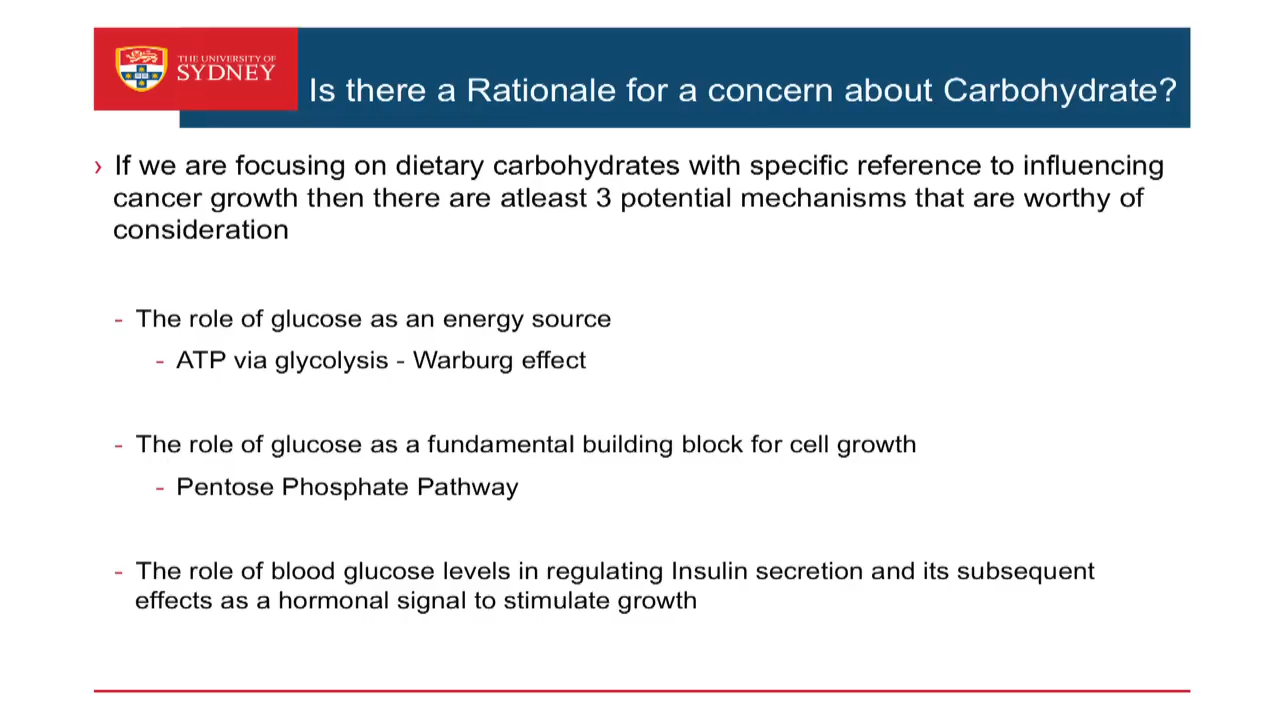 THE UNIVERSITY OF
SYDNEY
Is there a Rationale for a concern about Carbohydrate?
› If we are focusing on dietary carbohydrates with specific reference to influencing
cancer growth then there are atleast 3 potential mechanisms that are worthy of
consideration
- The role of glucose as an energy source
- ATP via glycolysis - Warburg effect
- The role of glucose as a fundamental building block for cell growth
- Pentose Phosphate Pathway
- The role of blood glucose levels in regulating Insulin secretion and its subsequent
effects as a hormonal signal to stimulate growth